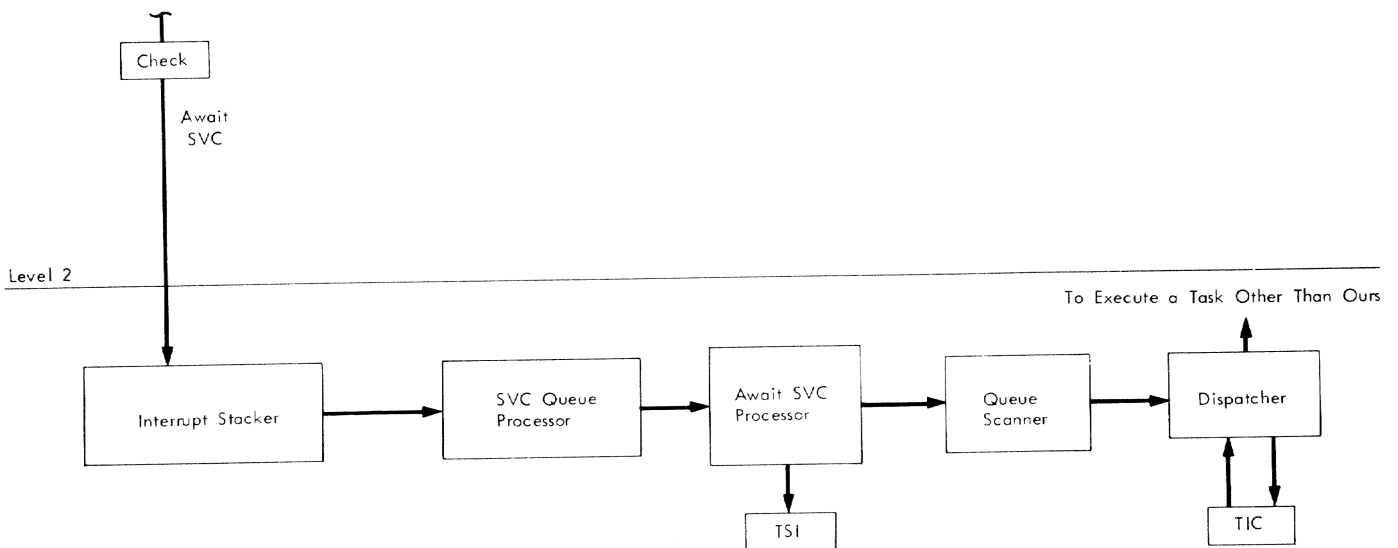 Check
Await
SVC
Level 2
To Execute a Task Other Than Ours
Interrupt Stacker
SVC Queue
Processor
Await SVC
Processor
Queue
Scanner
Dispatcher
TSI
TIC